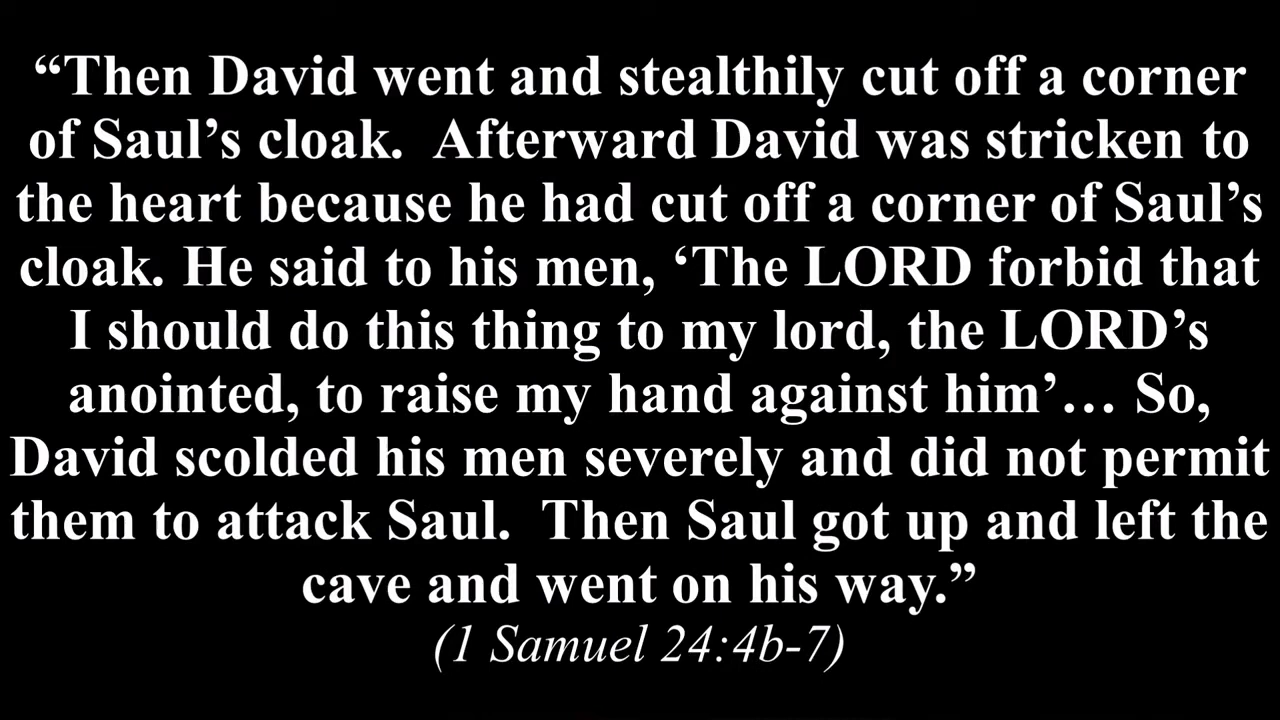 “Then David went and stealthily cut off a corner
of Saul’s cloak.  Afterward David was stricken to
the heart because he had cut off a corner of Saul’s
cloak. He said to his men, ‘The LORD forbid that
I should do this thing to my lord, the LORD’s
anointed, to raise my hand against him’… So,
David scolded his men severely and did not permit
them to attack Saul.  Then Saul got up and left the
cave and went on his way.”
(1 Samuel 24:4b-7)